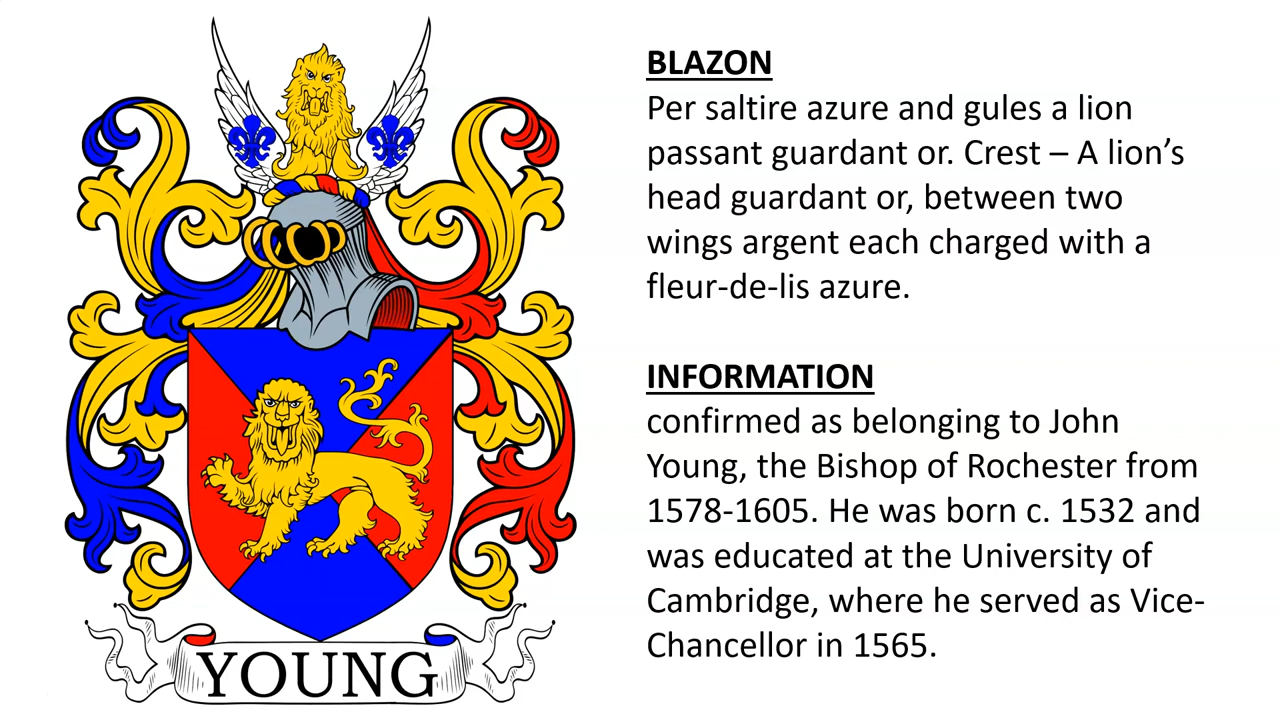 BLAZON
Per saltire azure and gules a lion
passant guardant or. Crest – A lion’s
head guardant or, between two
wings argent each charged with a
fleur-de-lis azure.
INFORMATION
confirmed as belonging to John
Young, the Bishop of Rochester from
1578-1605. He was born c. 1532 and
was educated at the University of
Cambridge, where he served as Vice-
Chancellor in 1565.
YOUNG